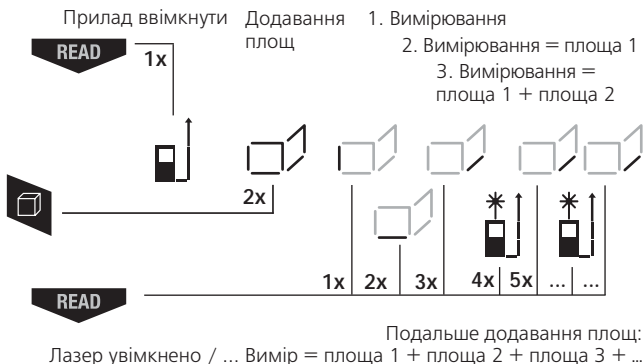 Прилад ввімкнути
Додавання
площ
1. Вимірювання
2. Вимірювання = площа 1
3. Вимірювання =
площа 1 + площа 2
READ
1x
2x
1x 2x 3x 4x 5x ... ...
READ
Подальше додавання площ:
Лазер увімкнено / ... Вимір = площа 1 + площа 2 + площа 3 + ...